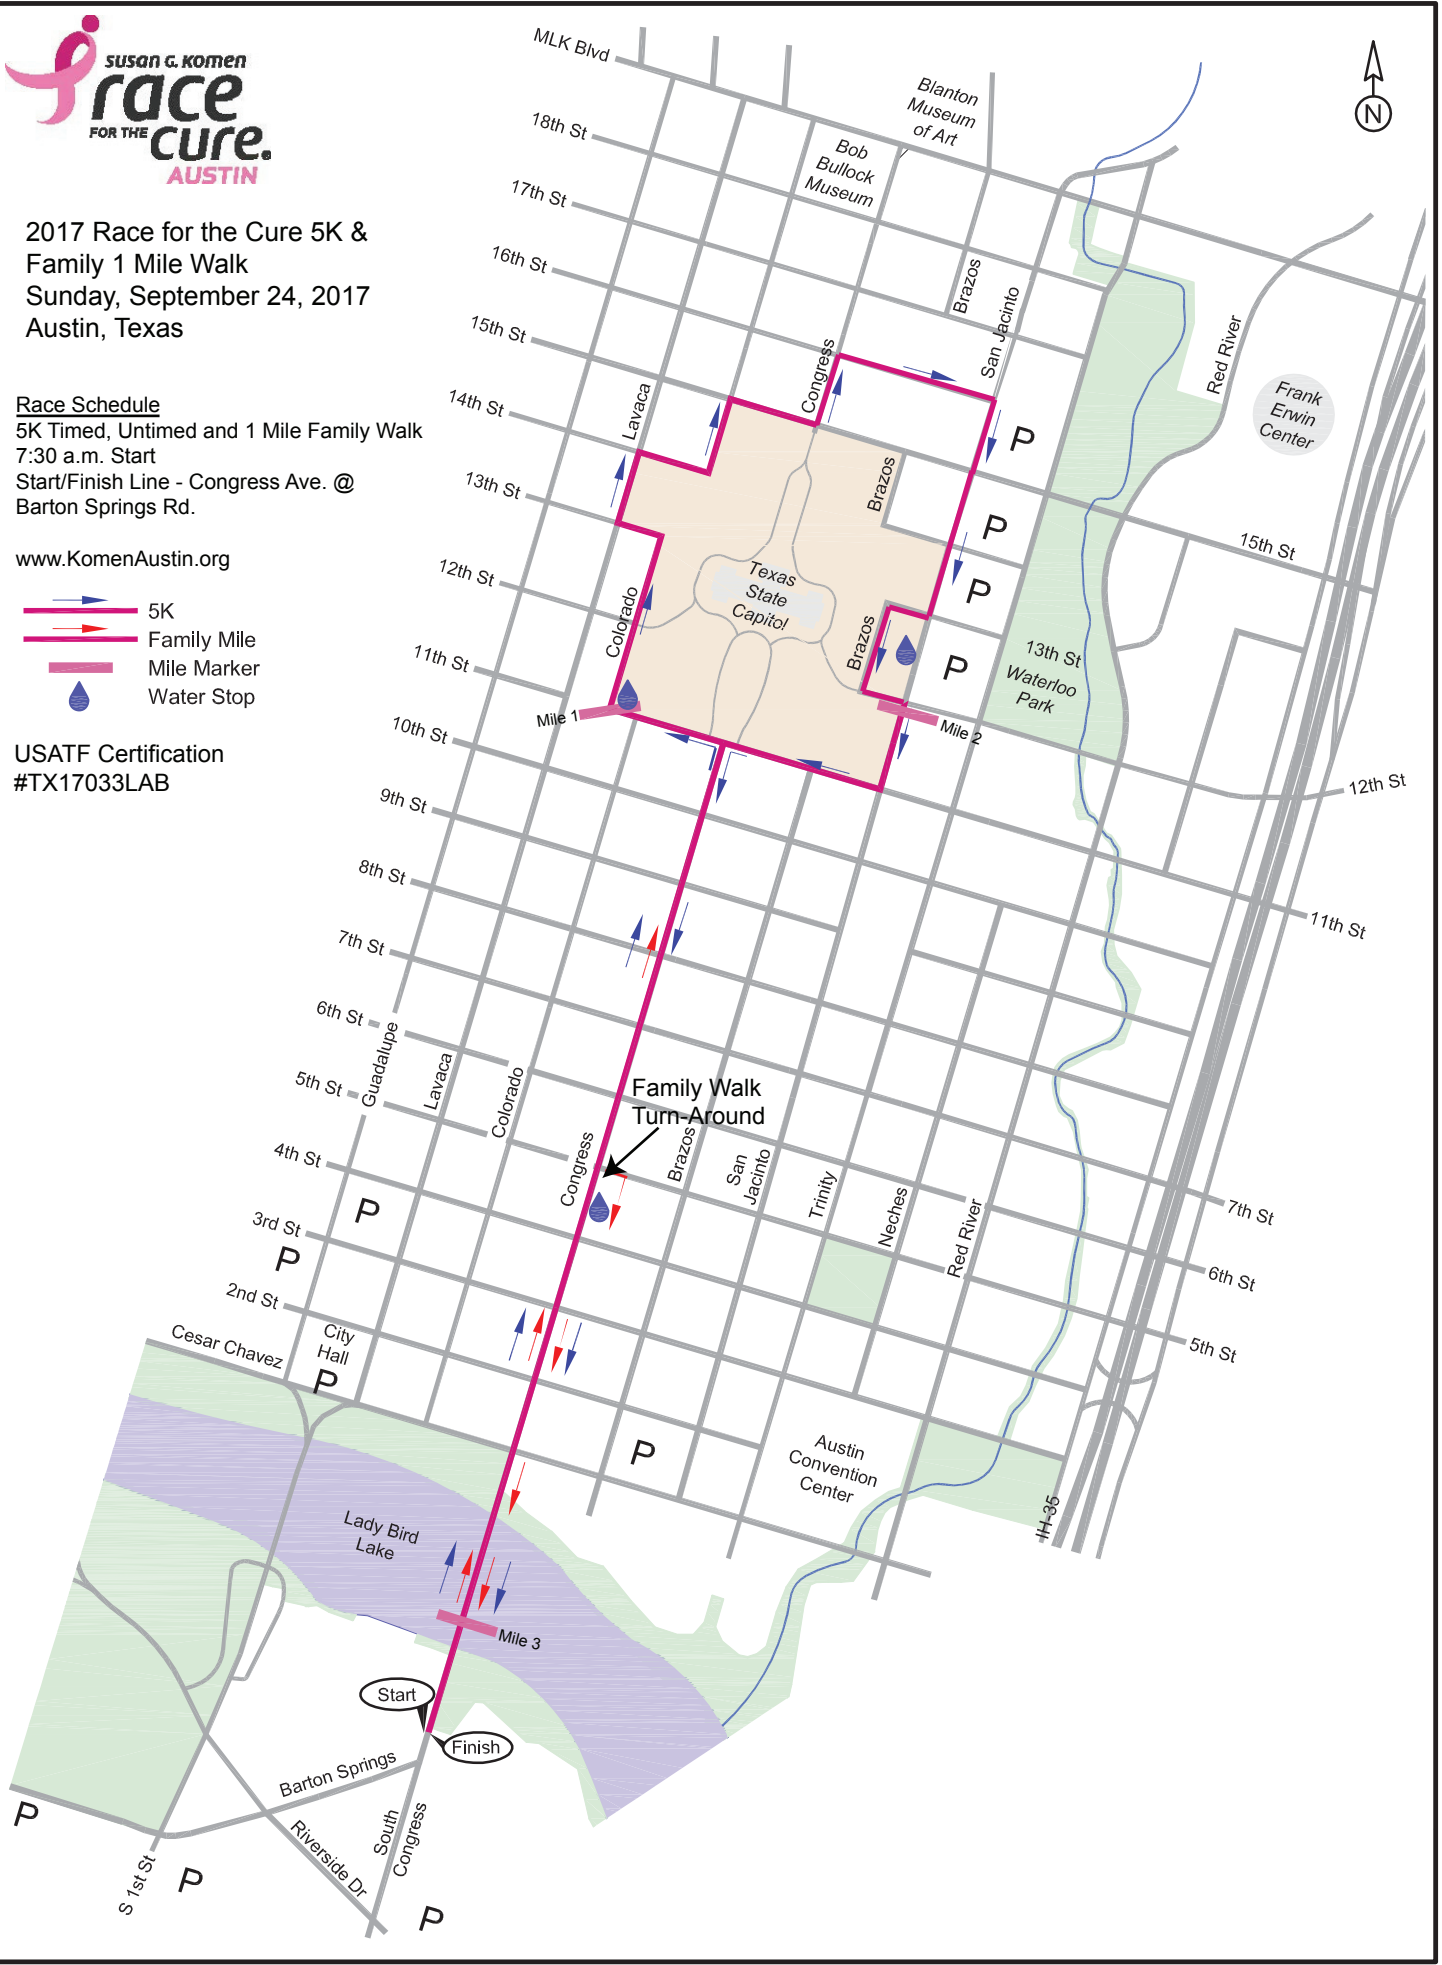 SUSAN G. KOMEN
race
FOR THE
cure.
AUSTIN
2017 Race for the Cure 5K &
Family 1 Mile Walk
Sunday, September 24, 2017
Austin, Texas
Race Schedule
5K Timed, Untimed and 1 Mile Family Walk
7:30 a.m. Start
Start/Finish Line - Congress Ave. @
Barton Springs Rd.
www.KomenAustin.org
5K
Family Mile
Mile Marker
Water Stop
USATF Certification
#TX17033LAB
N
MLK Blvd
18th St
17th St
16th St
15th St
14th St
13th St
12th St
11th St
10th St
9th St
8th St
7th St
6th St
5th St
4th St
3rd St
2nd St
Cesar Chavez
Blanton
Museum
of Art
Bob
Bullock
Museum
Brazos
San Jacinto
Red River
Frank
Erwin
Center
Congress
Lavaca
Brazos
P
P
P
P
15th St
Texas
State
Capitol
Colorado
Brazos
13th St
Waterloo
Park
Mile 1
Mile 2
12th St
11th St
Guadalupe
Lavaca
Colorado
Congress
Family Walk
Turn-Around
Brazos
San
Jacinto
Trinity
Neches
Red River
7th St
6th St
5th St
P
P
City
Hall
P
P
Austin
Convention
Center
IH-35
Lady Bird
Lake
Mile 3
Start
Finish
Barton Springs
South
Congress
Riverside Dr
S 1st St
P
P
P